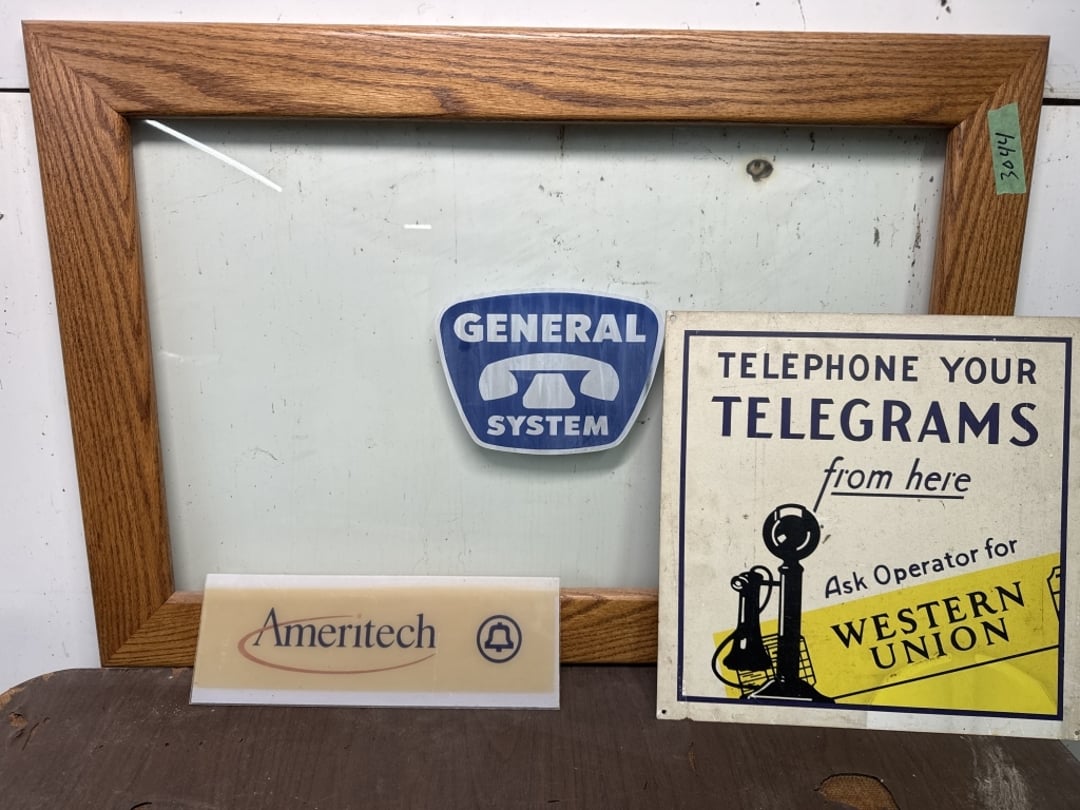 3044
GENERAL
SYSTEM
TELEPHONE YOUR
TELEGRAMS
from here
Ask Operator for
WESTERN
UNION
Ameritech